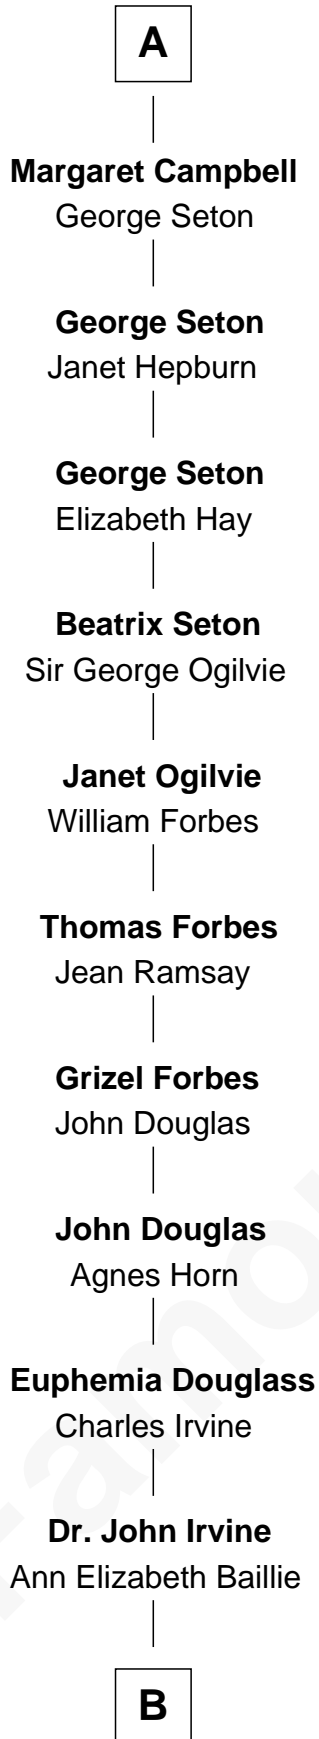 A
Margaret Campbell
George Seton
George Seton
Janet Hepburn
George Seton
Elizabeth Hay
Beatrix Seton
Sir George Ogilvie
Janet Ogilvie
William Forbes
Thomas Forbes
Jean Ramsay
Grizel Forbes
John Douglas
John Douglas
Agnes Horn
Euphemia Douglass
Charles Irvine
Dr. John Irvine
Ann Elizabeth Baillie
B